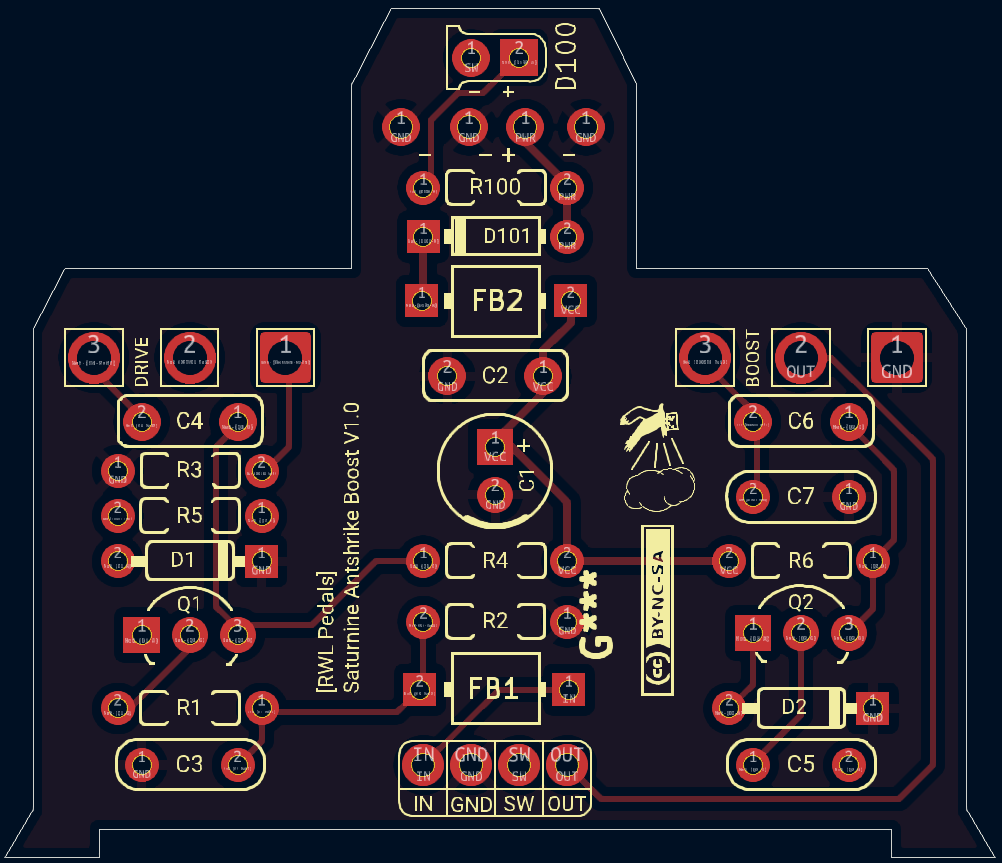 D100
1 2
SW
- +
1 1 1 1
GND GND PWR GND
- - + -
1 R100 2
PWR
1 D101 2
PWR
1 FB2 2
VCC
3 DRIVE 2 1
3 BOOST 2 1
OUT GND
2 C2 1
GND VCC
2 C4 1
2 C6 1
1 R3 2
GND
1 +
VCC
C1
2
GND
2 C7 1
GND
2 R5 1
2 D1 1
GND
1 R4 2
VCC
2 R6 1
VCC
Q1
1 2 3
2 R2 1
GND
G***
BY-NC-SA
cc
Q2
1 2 3
[RWL Pedals]
Saturnine Antshrike Boost V1.0
2 FB1 1
IN
2 R1 1
2 D2 1
GND
1 C3 2
GND
IN GND SW OUT
IN GND SW OUT
IN GND SW OUT
1 C5 2